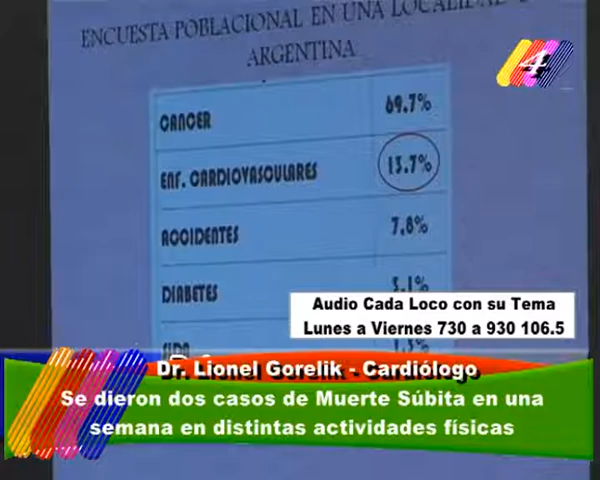 ENCUESTA POBLACIONAL EN UNA LOCALIDAD
ARGENTINA
4
CANCER 69.7%
ENF. CARDIOVASCULARES 13.7%
ACCIDENTES 7,8%
DIABETES 5.1%
SIDA
Audio Cada Loco con su Tema
Lunes a Viernes 730 a 930 106.5
Dr. Lionel Gorelik - Cardiólogo
Se dieron dos casos de Muerte Súbita en una
semana en distintas actividades físicas